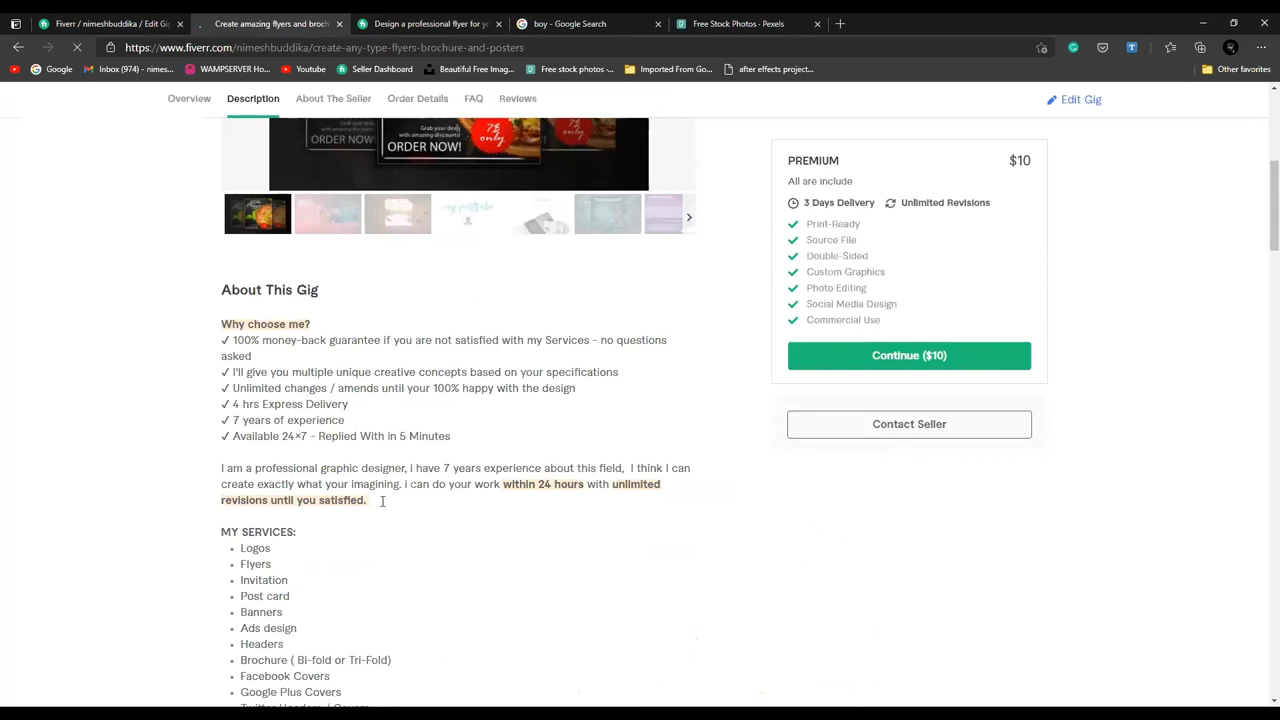 Fiverr / nimeshbuddika / Edit Gig
Create amazing flyers and broch
Design a professional flyer for yo
boy - Google Search
Free Stock Photos - Pexels
https://www.fiverr.com/nimeshbuddika/create-any-type-flyers-brochure-and-posters
Google
Inbox (974) - nimes...
WAMPSERVER Ho...
Youtube
Seller Dashboard
Beautiful Free Imag...
Free stock photos ·...
Imported From Go...
after effects project...
Other favorites
Overview
Description
About The Seller
Order Details
FAQ
Reviews
Edit Gig
Grab your deals
with amazing discounts!
ORDER NOW!
only
ORDER NOW!
my portfolio
PREMIUM
$10
All are include
3 Days Delivery
Unlimited Revisions
Print-Ready
Source File
Double-Sided
Custom Graphics
Photo Editing
Social Media Design
Commercial Use
Continue ($10)
Contact Seller
About This Gig
Why choose me?
✓ 100% money-back guarantee if you are not satisfied with my Services - no questions
asked
✓ I'll give you multiple unique creative concepts based on your specifications
✓ Unlimited changes / amends until your 100% happy with the design
✓ 4 hrs Express Delivery
✓ 7 years of experience
✓ Available 24×7 - Replied With in 5 Minutes
I am a professional graphic designer, i have 7 years experience about this field, I think I can
create exactly what your imagining. i can do your work within 24 hours with unlimited
revisions until you satisfied.
MY SERVICES:
• Logos
• Flyers
• Invitation
• Post card
• Banners
• Ads design
• Headers
• Brochure ( Bi-fold or Tri-Fold)
• Facebook Covers
• Google Plus Covers